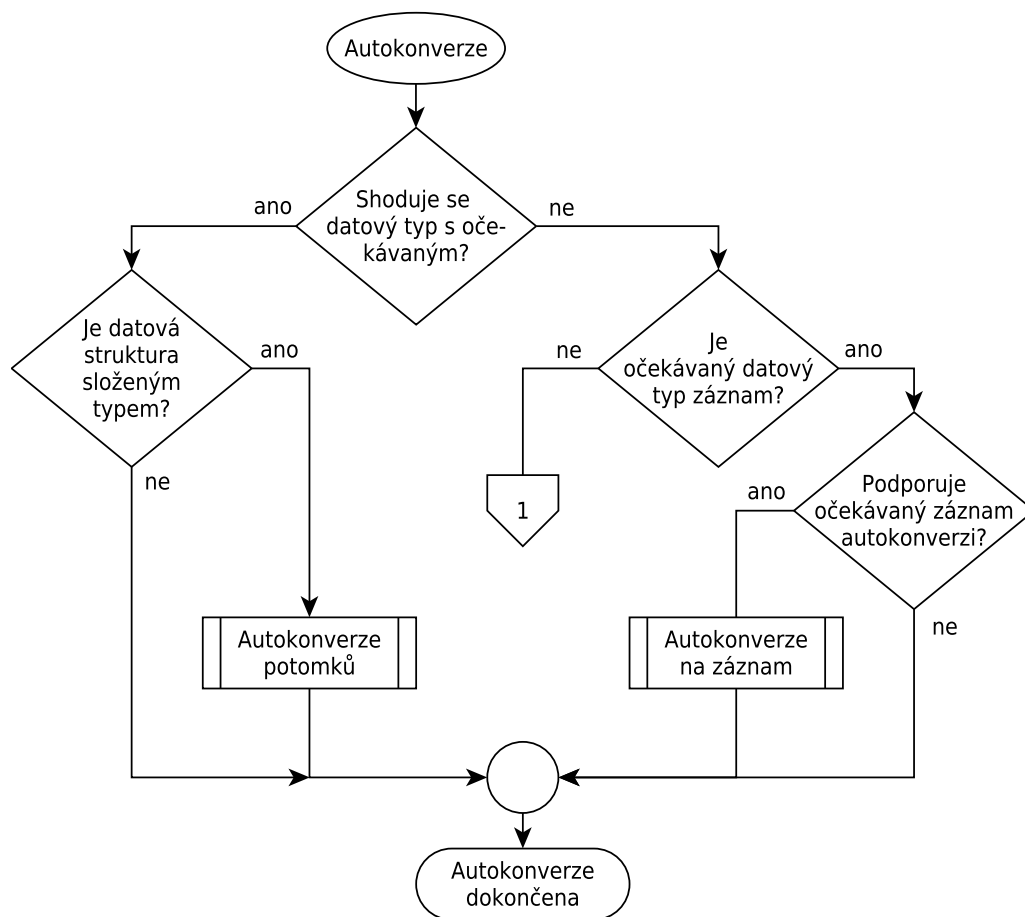 Autokonverze
Shoduje se
datový typ s oče-
kávaným?
ano
ne
Je datová
struktura
složeným
typem?
ano
ne
Je
očekávaný datový
typ záznam?
ne
ano
1
Podporuje
očekávaný záznam
autokonverzi?
ano
ne
Autokonverze
potomků
Autokonverze
na záznam
Autokonverze
dokončena